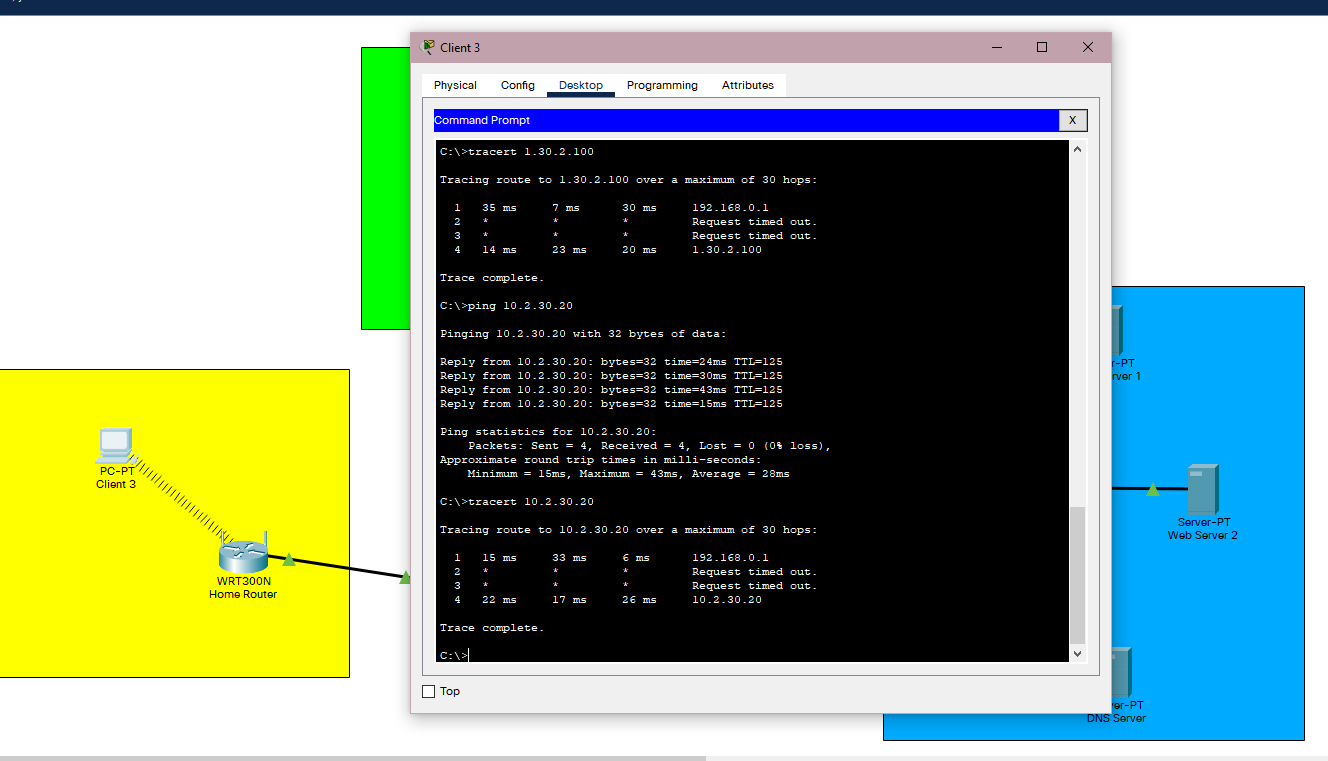 Client 3
Physical Config Desktop Programming Attributes
Command Prompt X
C:\>tracert 1.30.2.100
Tracing route to 1.30.2.100 over a maximum of 30 hops:
1 35 ms 7 ms 30 ms 192.168.0.1
2 * * * Request timed out.
3 * * * Request timed out.
4 14 ms 23 ms 20 ms 1.30.2.100
Trace complete.
C:\>ping 10.2.30.20
Pinging 10.2.30.20 with 32 bytes of data:
Reply from 10.2.30.20: bytes=32 time=24ms TTL=125
Reply from 10.2.30.20: bytes=32 time=30ms TTL=125
Reply from 10.2.30.20: bytes=32 time=43ms TTL=125
Reply from 10.2.30.20: bytes=32 time=15ms TTL=125
Ping statistics for 10.2.30.20:
Packets: Sent = 4, Received = 4, Lost = 0 (0% loss),
Approximate round trip times in milli-seconds:
Minimum = 15ms, Maximum = 43ms, Average = 28ms
C:\>tracert 10.2.30.20
Tracing route to 10.2.30.20 over a maximum of 30 hops:
1 15 ms 33 ms 6 ms 192.168.0.1
2 * * * Request timed out.
3 * * * Request timed out.
4 22 ms 17 ms 26 ms 10.2.30.20
Trace complete.
C:\>
Top
PC-PT
Client 3
WRT300N
Home Router
r-PT
rver 1
Server-PT
Web Server 2
ver-PT
DNS Server